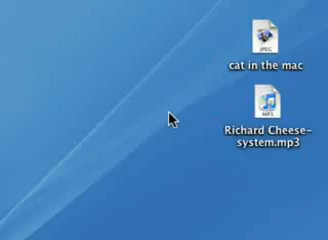 JPEG
cat in the mac
MP3
Richard Cheese-
system.mp3